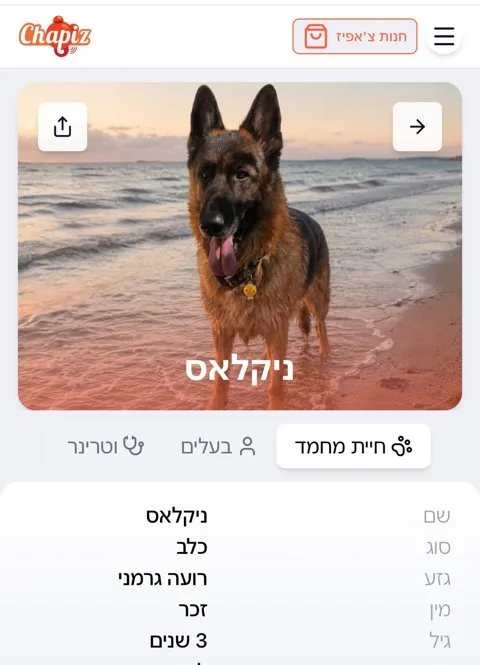 Chapiz
חנות צ'אפיז
ניקלאס
חיית מחמד
בעלים
וטרינר
שם ניקלאס
סוג כלב
גזע רועה גרמני
מין זכר
גיל 3 שנים